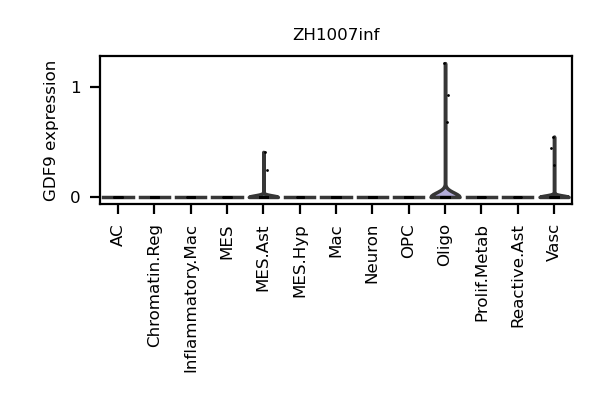 ZH1007inf
GDF9 expression
1
0
AC
Chromatin.Reg
Inflammatory.Mac
MES
MES.Ast
MES.Hyp
Mac
Neuron
OPC
Oligo
Prolif.Metab
Reactive.Ast
Vasc